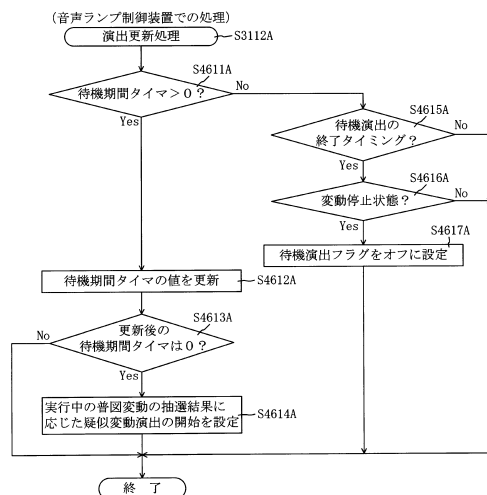 （音声ランプ制御装置での処理）
演出更新処理
S3112A
S4611A
待機期間タイマ＞０？
No
Yes
S4615A
待機演出の
終了タイミング？
No
Yes
S4616A
変動停止状態？
No
Yes
S4617A
待機演出フラグをオフに設定
待機期間タイマの値を更新
S4612A
S4613A
更新後の
待機期間タイマは０？
No
Yes
実行中の普図変動の抽選結果に
応じた疑似変動演出の開始を設定
S4614A
終　了